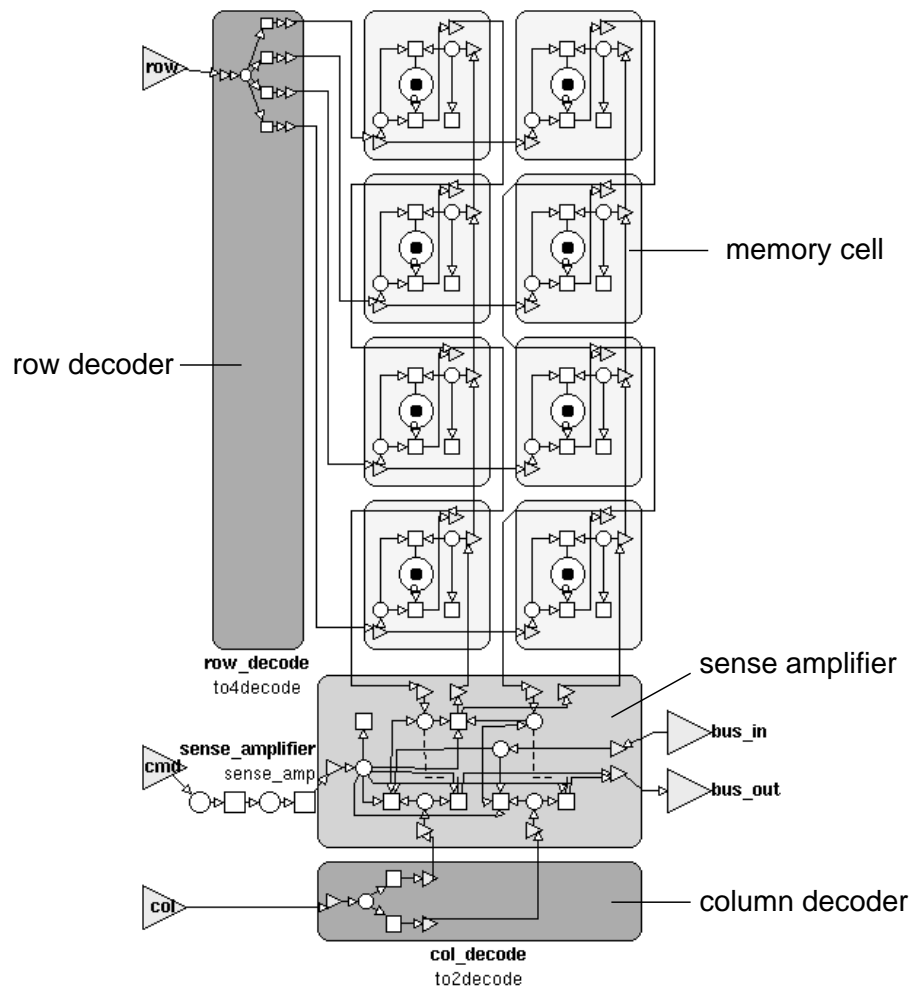 row
memory cell
row decoder
row_decode
to4decode
sense amplifier
sense_amplifier
sense_amp
bus_in
cmd
bus_out
col
column decoder
col_decode
to2decode